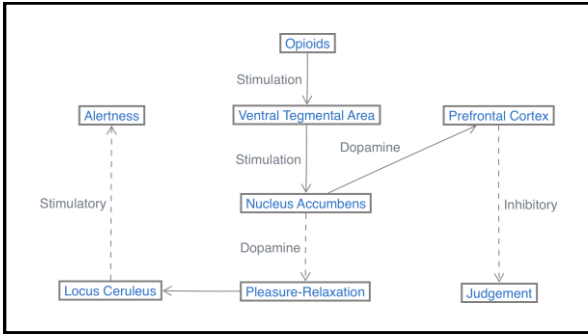 Opioids
Stimulation
Alertness
Ventral Tegmental Area
Prefrontal Cortex
Stimulation
Dopamine
Stimulatory
Nucleus Accumbens
Inhibitory
Dopamine
Locus Ceruleus
Pleasure-Relaxation
Judgement